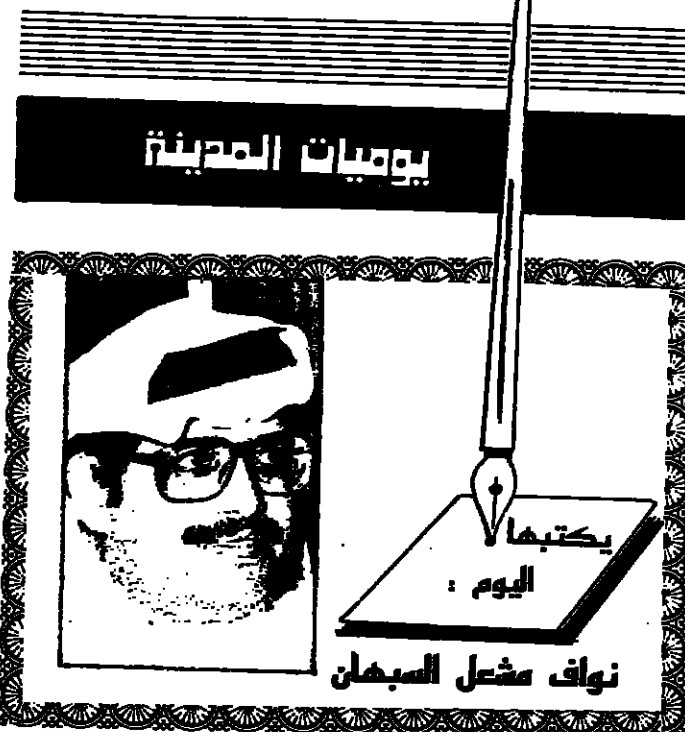 يوميات المدينة
يكتبها
اليوم :
نواف مشعل السبهان